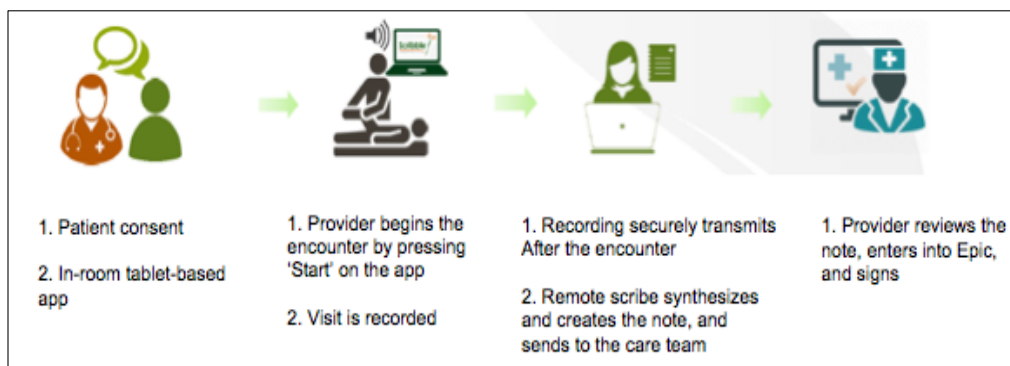 Scribble
1. Patient consent
2. In-room tablet-based
app
1. Provider begins the
encounter by pressing
'Start' on the app
2. Visit is recorded
1. Recording securely transmits
After the encounter
2. Remote scribe synthesizes
and creates the note, and
sends to the care team
1. Provider reviews the
note, enters into Epic,
and signs